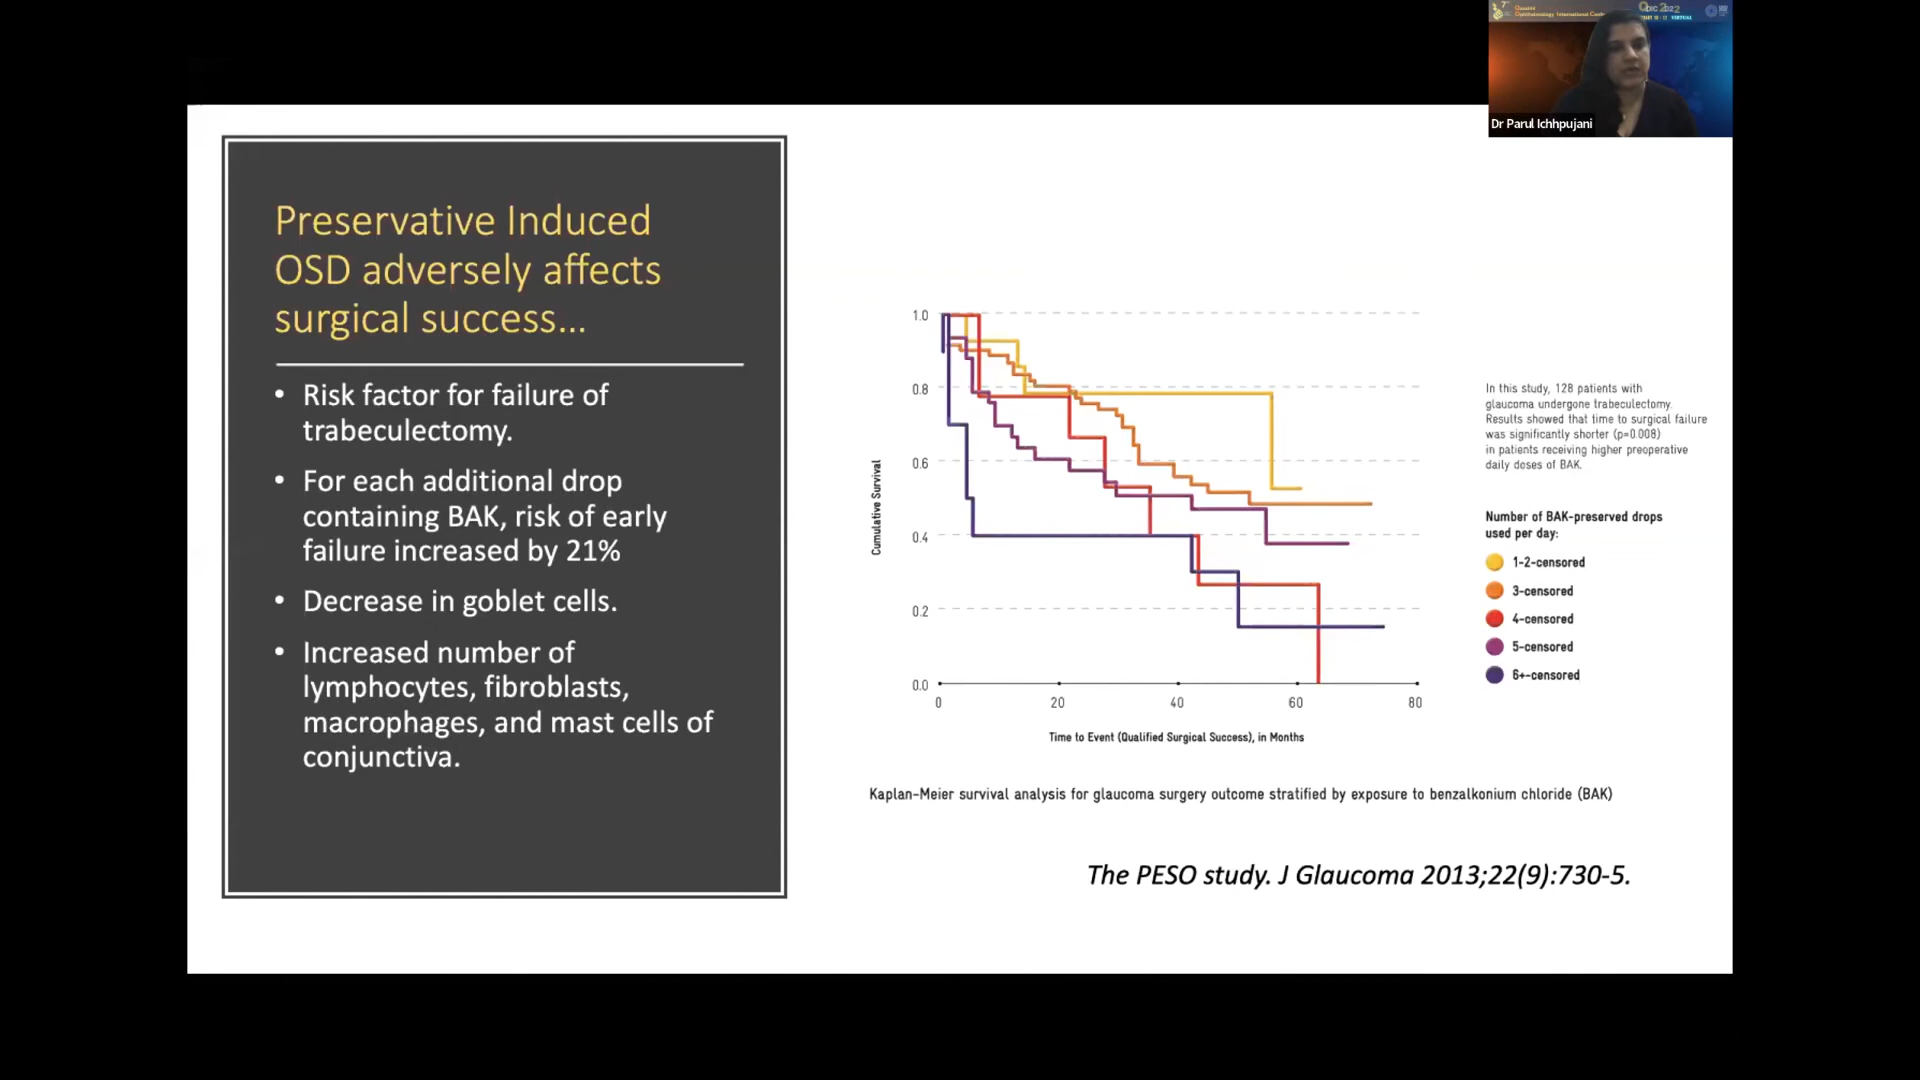 Qassim
Ophthalmology International
2022
VIRTUAL
Dr Parul Ichhpujani
Preservative Induced
OSD adversely affects
surgical success...
• Risk factor for failure of
trabeculectomy.
• For each additional drop
containing BAK, risk of early
failure increased by 21%
• Decrease in goblet cells.
• Increased number of
lymphocytes, fibroblasts,
macrophages, and mast cells of
conjunctiva.
Cumulative Survival
1.0
0.8
0.6
0.4
0.2
0.0
0 20 40 60 80
Time to Event (Qualified Surgical Success), in Months
In this study, 128 patients with
glaucoma undergone trabeculectomy.
Results showed that time to surgical failure
was significantly shorter (p=0.008)
in patients receiving higher preoperative
daily doses of BAK.
Number of BAK-preserved drops
used per day:
1-2-censored
3-censored
4-censored
5-censored
6+-censored
Kaplan-Meier survival analysis for glaucoma surgery outcome stratified by exposure to benzalkonium chloride (BAK)
The PESO study. J Glaucoma 2013;22(9):730-5.